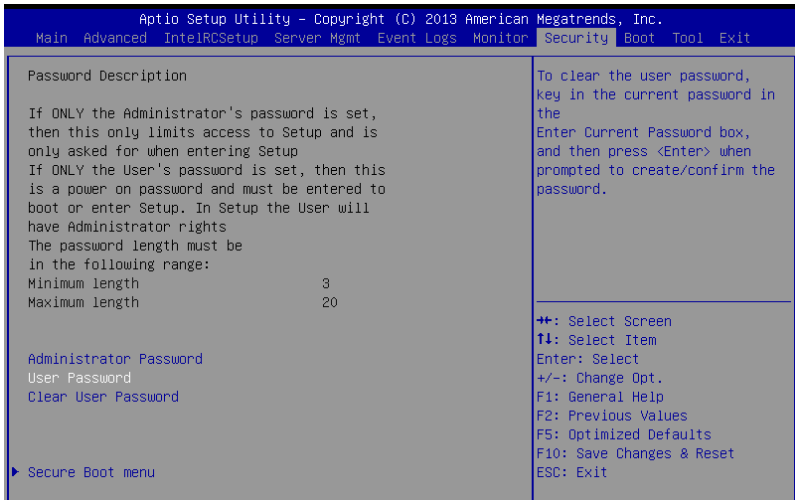 Aptio Setup Utility – Copyright (C) 2013 American Megatrends, Inc.
Main Advanced IntelRCSetup Server Mgmt Event Logs Monitor Security Boot Tool Exit
Password Description
If ONLY the Administrator's password is set,
then this only limits access to Setup and is
only asked for when entering Setup
If ONLY the User's password is set, then this
is a power on password and must be entered to
boot or enter Setup. In Setup the User will
have Administrator rights
The password length must be
in the following range:
Minimum length 3
Maximum length 20
Administrator Password
User Password
Clear User Password
Secure Boot menu
To clear the user password,
key in the current password in
the
Enter Current Password box,
and then press <Enter> when
prompted to create/confirm the
password.
→←: Select Screen
↑↓: Select Item
Enter: Select
+/-: Change Opt.
F1: General Help
F2: Previous Values
F5: Optimized Defaults
F10: Save Changes & Reset
ESC: Exit